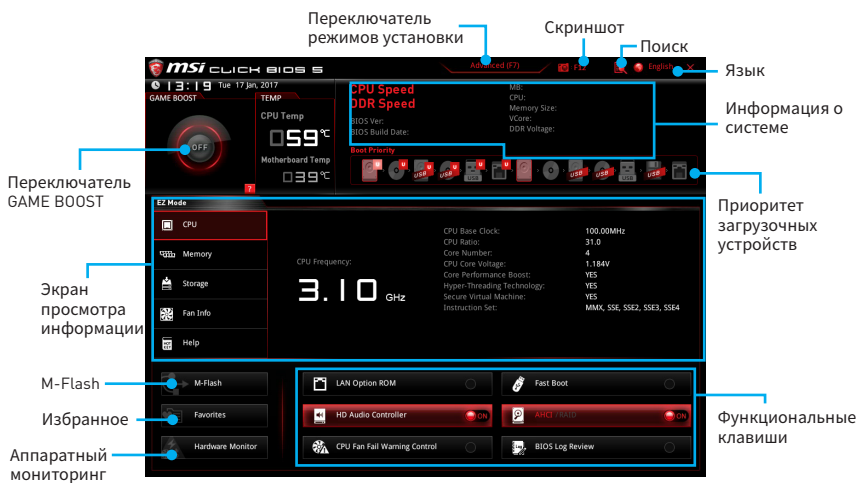 Переключатель
режимов установки
Скриншот
Поиск
Язык
Информация о
системе
Приоритет
загрузочных
устройств
Функциональные
клавиши
Переключатель
GAME BOOST
Экран
просмотра
информации
M-Flash
Избранное
Аппаратный
мониторинг
msi CLICK BIOS 5
Advanced (F7)
F12
English
X
13:19 Tue 17 Jan, 2017
GAME BOOST
OFF
?
TEMP
CPU Temp
59°C
Motherboard Temp
39°C
CPU Speed
DDR Speed
BIOS Ver:
BIOS Build Date:
MB:
CPU:
Memory Size:
VCore:
DDR Voltage:
Boot Priority
U U U U U U
USB USB USB USB USB USB
EZ Mode
CPU
Memory
Storage
Fan Info
Help
CPU Frequency:
3.10 GHz
CPU Base Clock: 100.00MHz
CPU Ratio: 31.0
Core Number: 4
CPU Core Voltage: 1.184V
Core Performance Boost: YES
Hyper-Threading Technology: YES
Secure Virtual Machine: YES
Instruction Set: MMX, SSE, SSE2, SSE3, SSE4
M-Flash
Favorites
Hardware Monitor
LAN Option ROM
Fast Boot
HD Audio Controller ON
AHCI /RAID ON
CPU Fan Fail Warning Control
BIOS Log Review